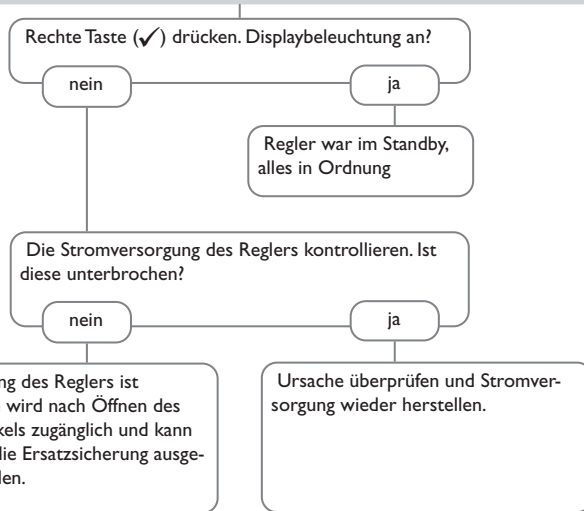 Rechte Taste (✓) drücken. Displaybeleuchtung an?
nein
ja
Regler war im Standby,
alles in Ordnung
Die Stromversorgung des Reglers kontrollieren. Ist
diese unterbrochen?
nein
ja
des Reglers ist
wird nach Öffnen des
zugänglich und kann
die Ersatzsicherung ausge-
Ursache überprüfen und Stromver-
sorgung wieder herstellen.